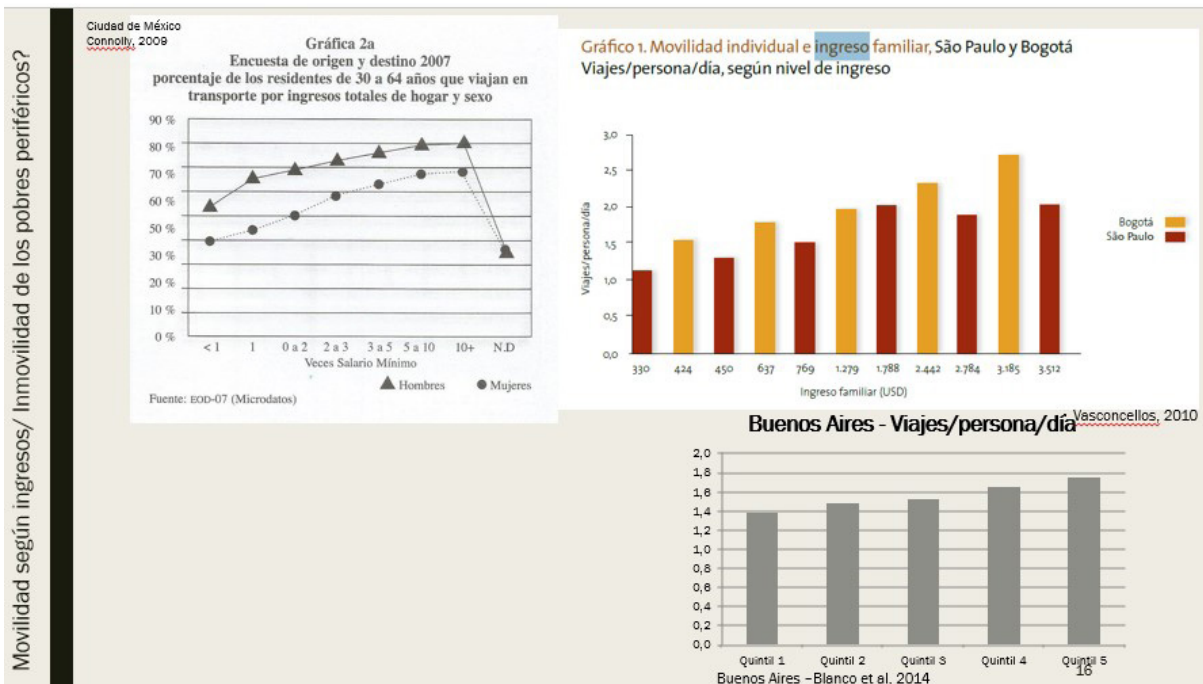 Movilidad según ingresos/ Inmovilidad de los pobres periféricos?
Ciudad de México
Connolly, 2009
Gráfica 2a
Encuesta de origen y destino 2007
porcentaje de los residentes de 30 a 64 años que viajan en
transporte por ingresos totales de hogar y sexo
90 %
80 %
70 %
60 %
50 %
30 %
20 %
10 %
0 %
< 1 1 0 a 2 2 a 3 3 a 5 5 a 10 10+ N.D
Veces Salario Mínimo
Hombres Mujeres
Fuente: EOD-07 (Microdatos)
Gráfico 1. Movilidad individual e ingreso familiar, São Paulo y Bogotá
Viajes/persona/día, según nivel de ingreso
Viajes/persona/día
3,0
2,5
2,0
1,5
1,0
0,5
0,0
330 424 450 637 769 1.279 1.788 2.442 2.784 3.185 3.512
Ingreso familiar (USD)
Bogotá
São Paulo
Vasconcellos, 2010
Buenos Aires - Viajes/persona/día
2,0
1,8
1,6
1,4
1,2
1,0
0,8
0,6
0,4
0,2
0,0
Quintil 1 Quintil 2 Quintil 3 Quintil 4 Quintil 5
Buenos Aires –Blanco et al. 2014
16